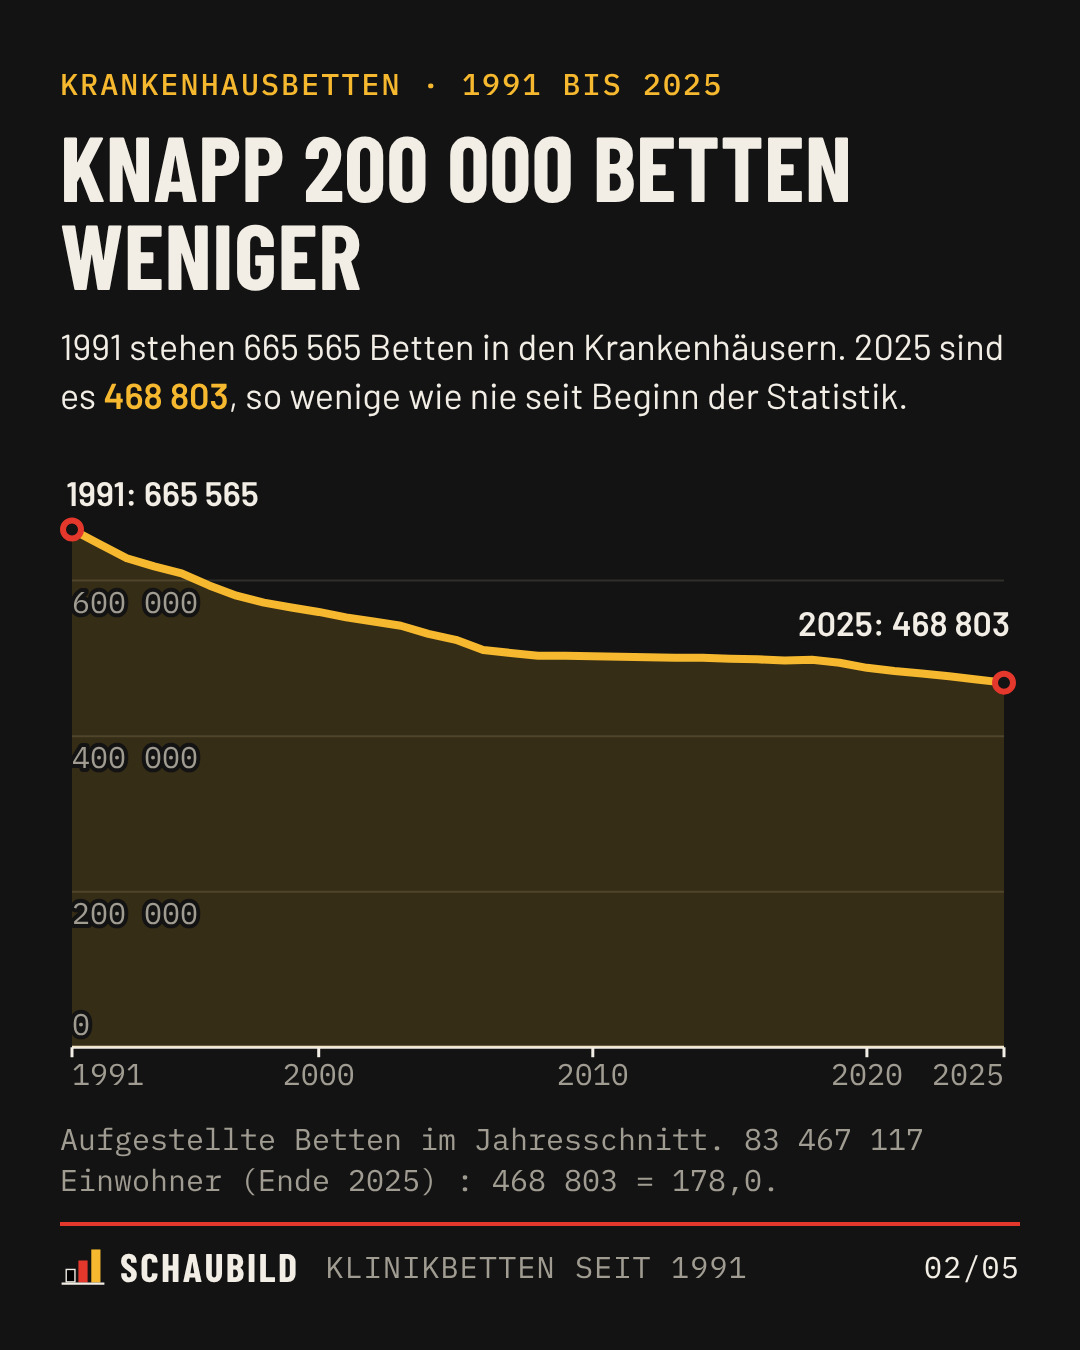 KRANKENHAUSBETTEN · 1991 BIS 2025
KNAPP 200 000 BETTEN
WENIGER
1991 stehen 665 565 Betten in den Krankenhäusern. 2025 sind
es 468 803, so wenige wie nie seit Beginn der Statistik.
1991: 665 565
600 000
2025: 468 803
400 000
200 000
0
1991 2000 2010 2020 2025
Aufgestellte Betten im Jahresschnitt. 83 467 117
Einwohner (Ende 2025) : 468 803 = 178,0.
SCHAUBILD KLINIKBETTEN SEIT 1991 02/05